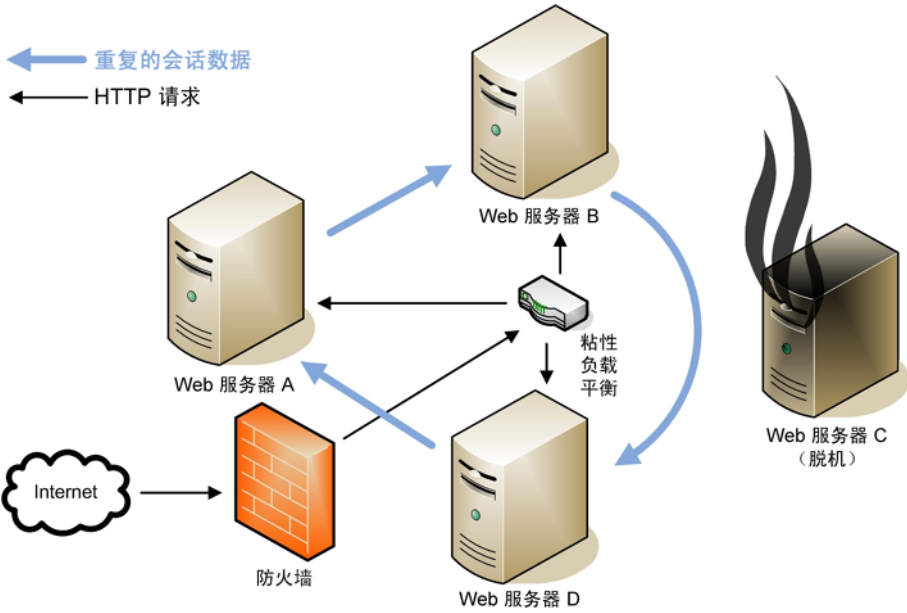 重复的会话数据
HTTP 请求
Web 服务器 B
粘性
负载
平衡
Web 服务器 A
Web 服务器 C
（脱机）
Internet
防火墙
Web 服务器 D